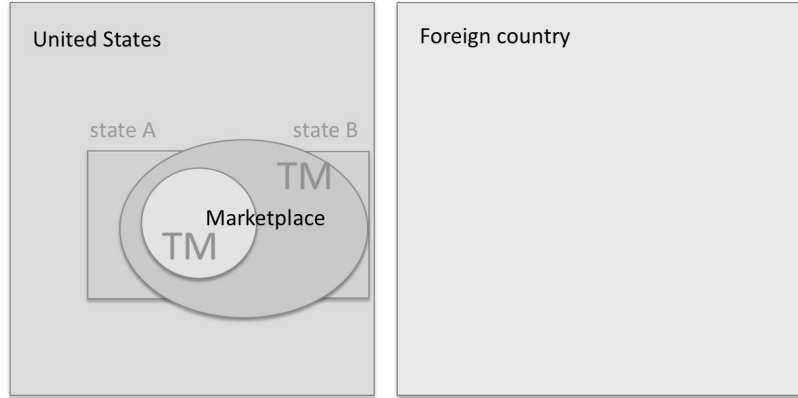 United States
Foreign country
state A
state B
TM
Marketplace
TM